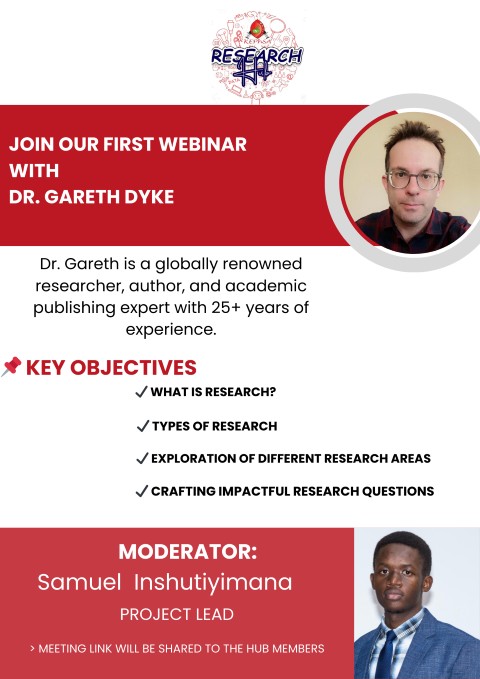 RESEARCH
Hub
JOIN OUR FIRST WEBINAR
WITH
DR. GARETH DYKE
Dr. Gareth is a globally renowned
researcher, author, and academic
publishing expert with 25+ years of
experience.
KEY OBJECTIVES
WHAT IS RESEARCH?
TYPES OF RESEARCH
EXPLORATION OF DIFFERENT RESEARCH AREAS
CRAFTING IMPACTFUL RESEARCH QUESTIONS
MODERATOR:
Samuel Inshutiyimana
PROJECT LEAD
> MEETING LINK WILL BE SHARED TO THE HUB MEMBERS